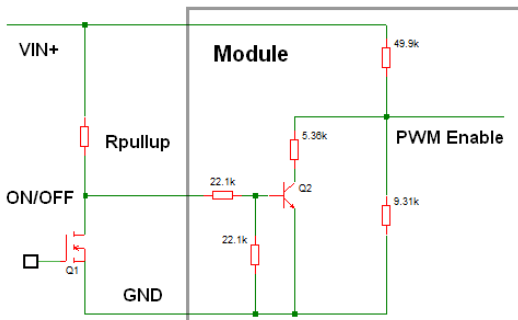 VIN+
Module
49.9k
Rpullup
5.36k
PWM Enable
ON/OFF
22.1k
Q2
9.31k
22.1k
Q1
GND